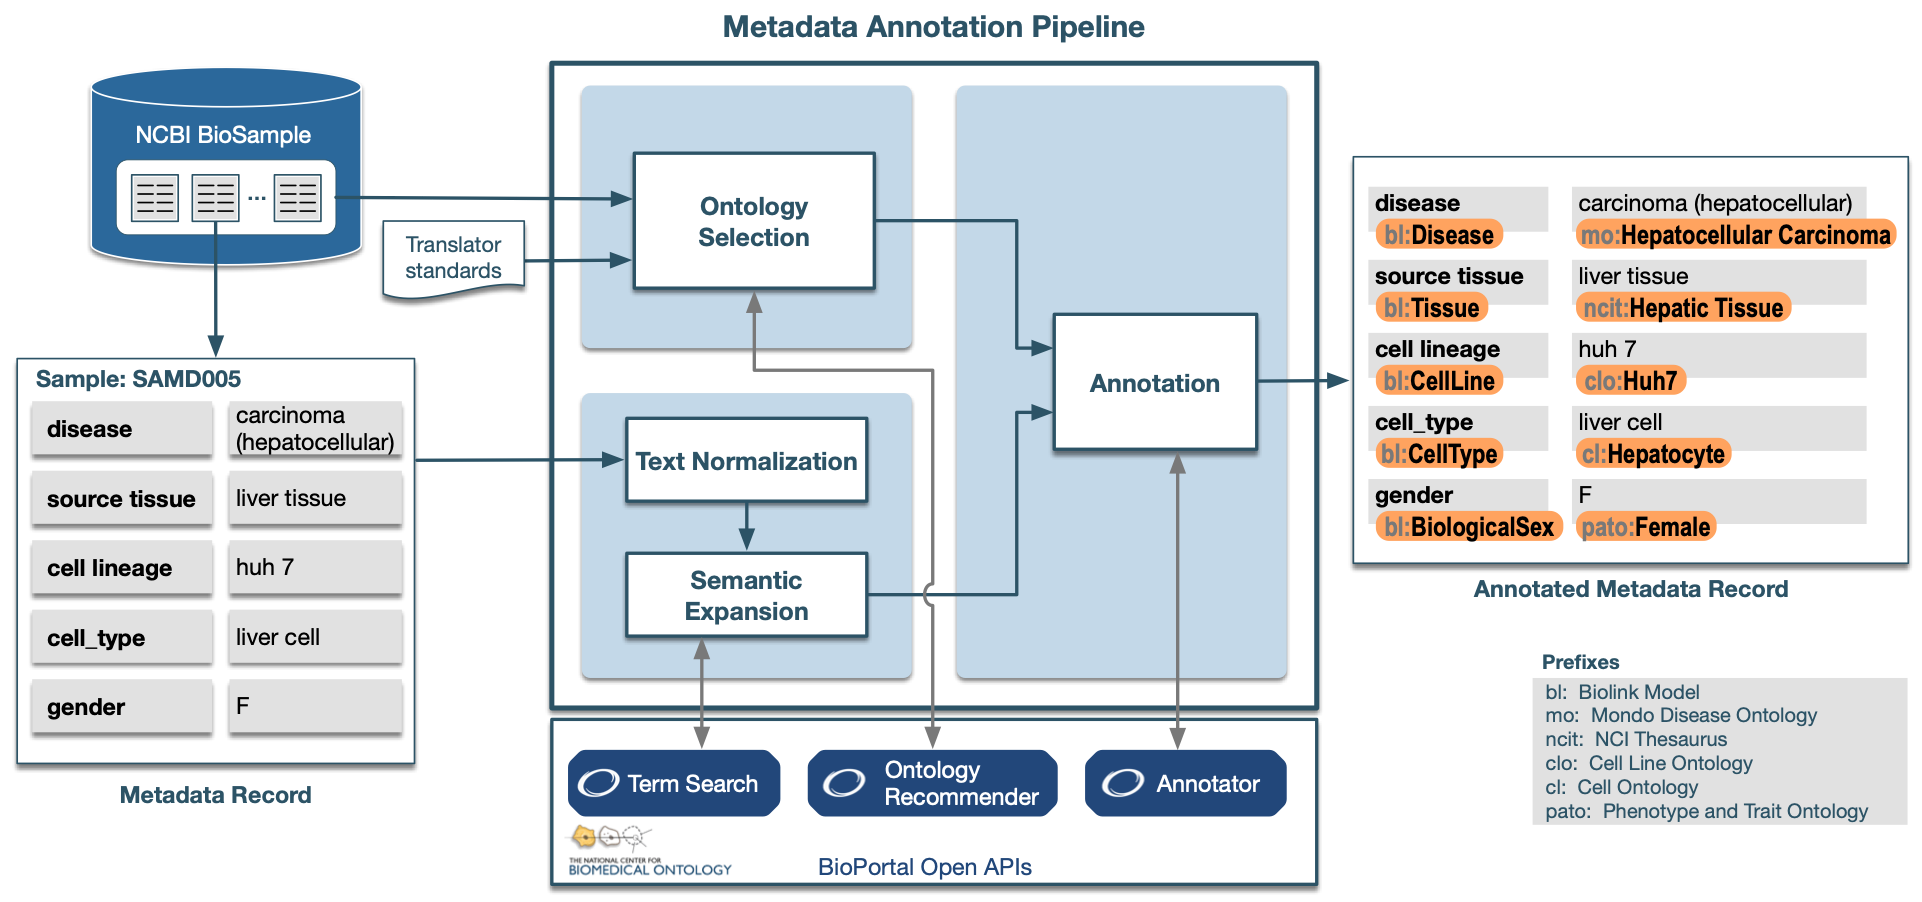 Metadata Annotation Pipeline
NCBI BioSample
...
Translator
standards
Ontology
Selection
Text Normalization
Semantic
Expansion
Annotation
Sample: SAMD005
disease
carcinoma
(hepatocellular)
source tissue
liver tissue
cell lineage
huh 7
cell_type
liver cell
gender
F
Metadata Record
Term Search
Ontology
Recommender
Annotator
THE NATIONAL CENTER FOR
BIOMEDICAL ONTOLOGY
BioPortal Open APIs
disease
carcinoma (hepatocellular)
bl:Disease
mo:Hepatocellular Carcinoma
source tissue
liver tissue
bl:Tissue
ncit:Hepatic Tissue
cell lineage
huh 7
bl:CellLine
clo:Huh7
cell_type
liver cell
bl:CellType
cl:Hepatocyte
gender
F
bl:BiologicalSex
pato:Female
Annotated Metadata Record
Prefixes
bl: Biolink Model
mo: Mondo Disease Ontology
ncit: NCI Thesaurus
clo: Cell Line Ontology
cl: Cell Ontology
pato: Phenotype and Trait Ontology